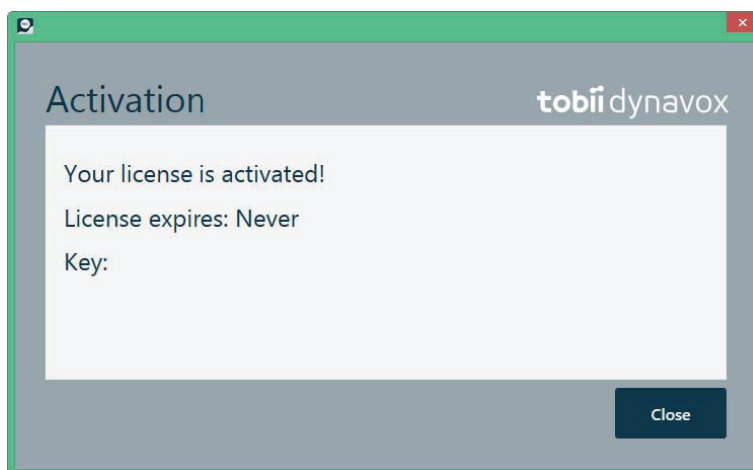 Activation
tobii dynavox
Your license is activated!
License expires: Never
Key:
Close